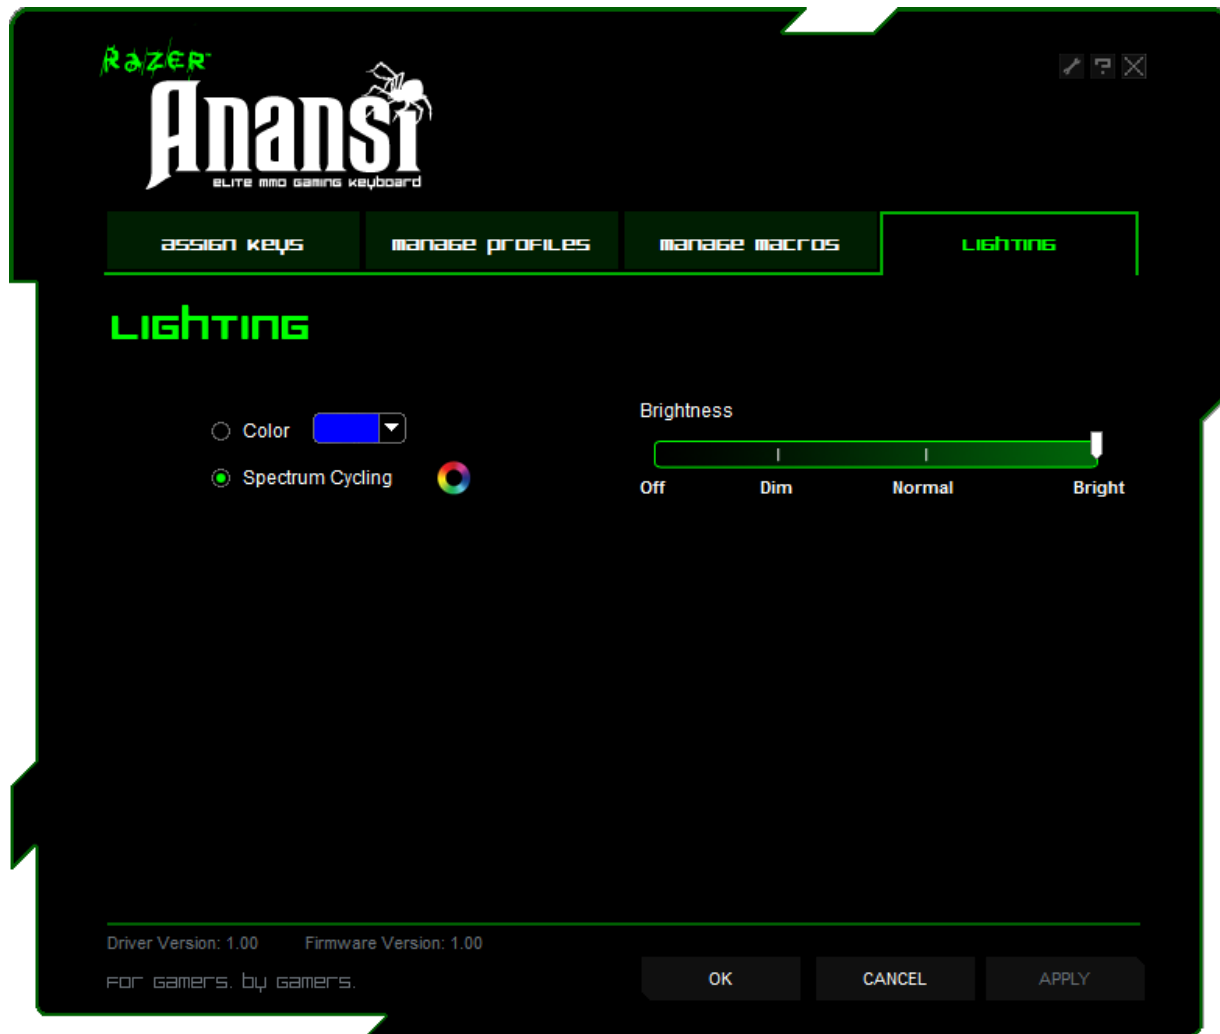 RAZER™
Anansi
ELITE MMO GAMING KEYBOARD
ASSIGN KEYS MANAGE PROFILES MANAGE MACROS LIGHTING
LIGHTING
Color
Spectrum Cycling
Brightness
Off Dim Normal Bright
Driver Version: 1.00 Firmware Version: 1.00
FOR GAMERS. BY GAMERS.
OK CANCEL APPLY